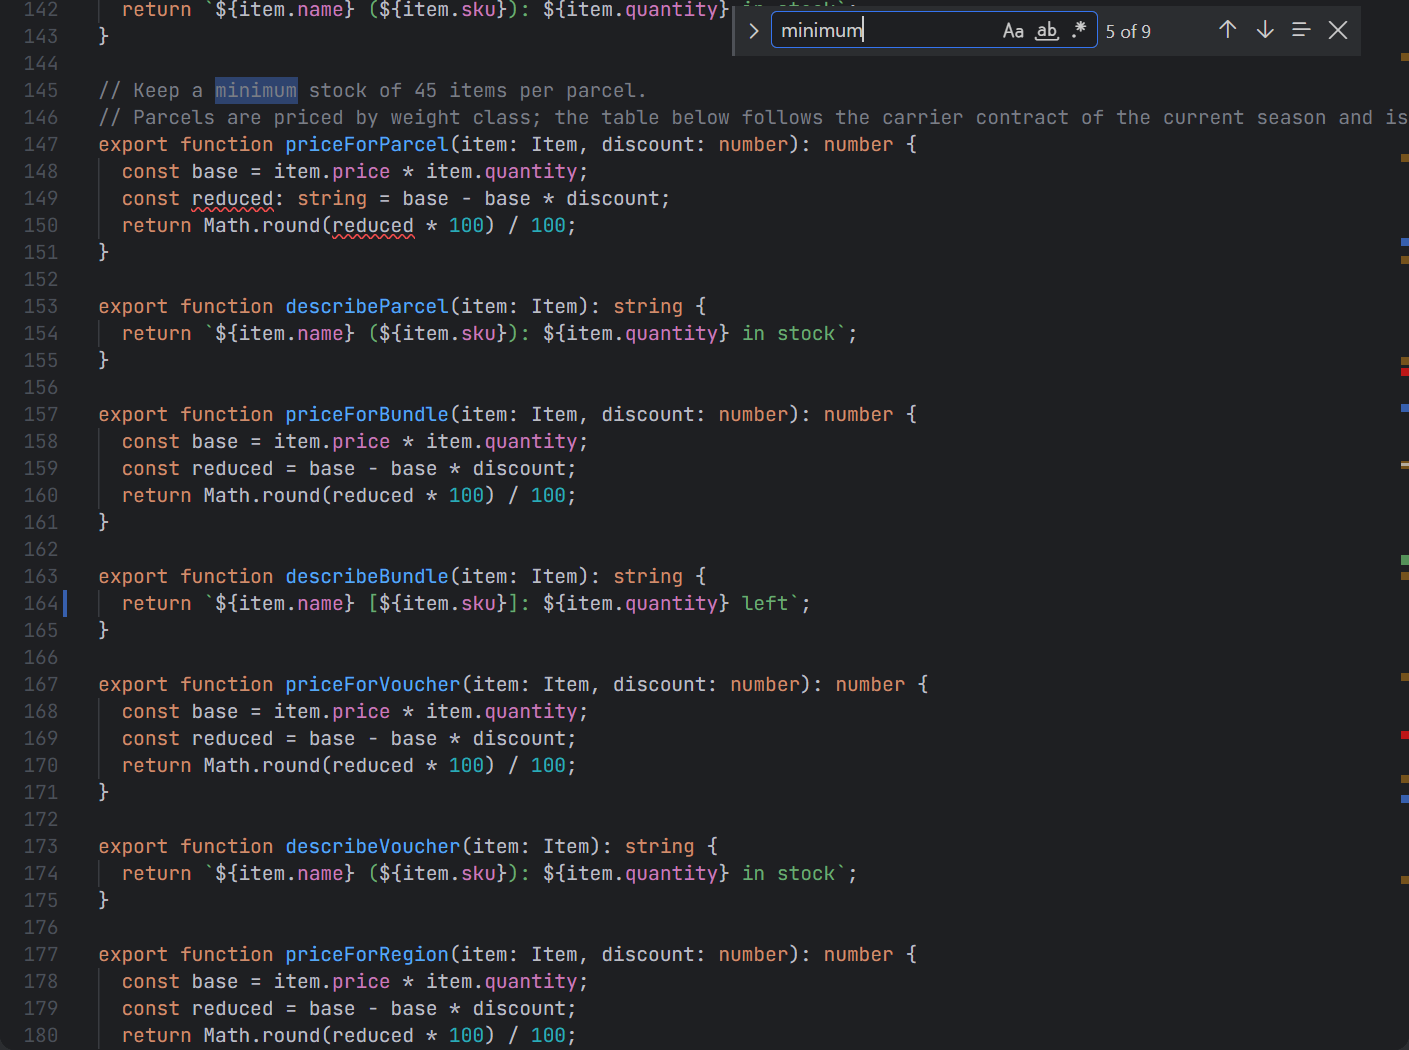 142 return `${item.name} (${item.sku}): ${item.quantity} in stock`;
minimum Aa ab .* 5 of 9
143 }
144
145 // Keep a minimum stock of 45 items per parcel.
146 // Parcels are priced by weight class; the table below follows the carrier contract of the current season and is
147 export function priceForParcel(item: Item, discount: number): number {
148 const base = item.price * item.quantity;
149 const reduced: string = base - base * discount;
150 return Math.round(reduced * 100) / 100;
151 }
152
153 export function describeParcel(item: Item): string {
154 return `${item.name} (${item.sku}): ${item.quantity} in stock`;
155 }
156
157 export function priceForBundle(item: Item, discount: number): number {
158 const base = item.price * item.quantity;
159 const reduced = base - base * discount;
160 return Math.round(reduced * 100) / 100;
161 }
162
163 export function describeBundle(item: Item): string {
164 return `${item.name} [${item.sku}]: ${item.quantity} left`;
165 }
166
167 export function priceForVoucher(item: Item, discount: number): number {
168 const base = item.price * item.quantity;
169 const reduced = base - base * discount;
170 return Math.round(reduced * 100) / 100;
171 }
172
173 export function describeVoucher(item: Item): string {
174 return `${item.name} (${item.sku}): ${item.quantity} in stock`;
175 }
176
177 export function priceForRegion(item: Item, discount: number): number {
178 const base = item.price * item.quantity;
179 const reduced = base - base * discount;
180 return Math.round(reduced * 100) / 100;